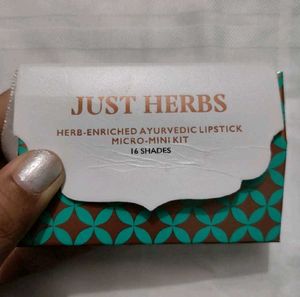 JUST HERBS
HERB-ENRICHED AYURVEDIC LIPSTICK
MICRO-MINI KIT
16 SHADES